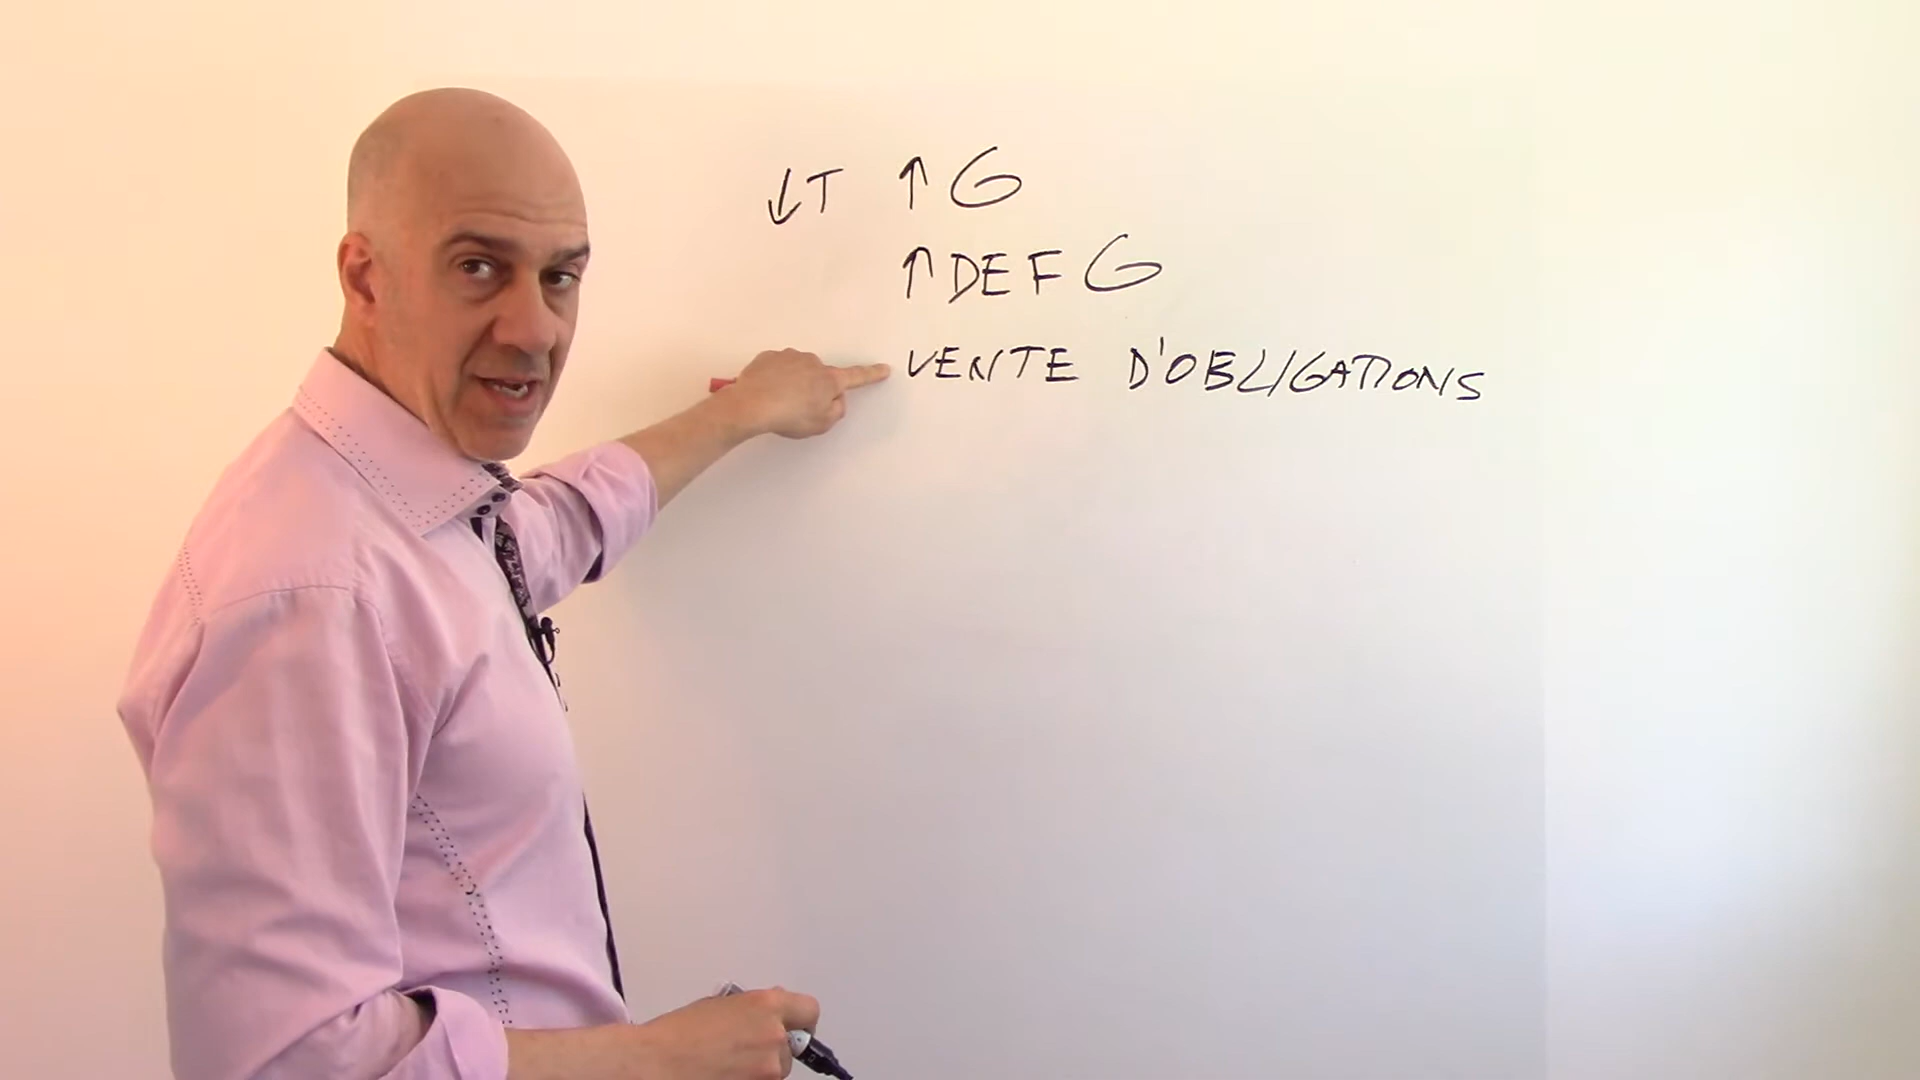 ↓T ↑G
↑DEF G
VENTE D'OBLIGATIONS